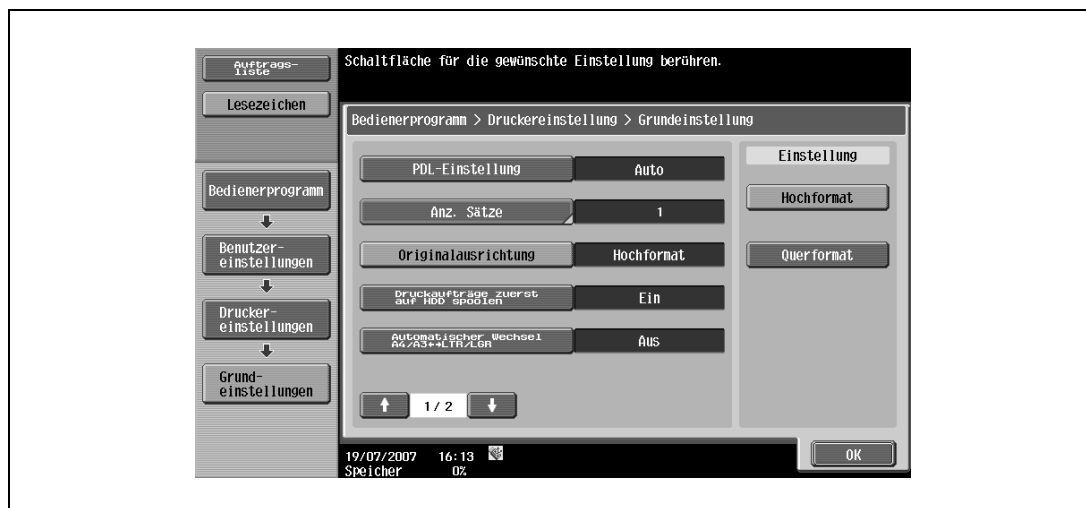 Auftrags-
liste
Schaltfläche für die gewünschte Einstellung berühren.
Lesezeichen
Bedienerprogramm > Druckereinstellung > Grundeinstellung
Bedienerprogramm
Benutzer-
einstellungen
Drucker-
einstellungen
Grund-
einstellungen
PDL-Einstellung Auto
Anz. Sätze 1
Originalausrichtung Hochformat
Druckaufträge zuerst
auf HDD spoolen Ein
Automatischer Wechsel
A4/A3↔LTR/LGR Aus
1/2
Einstellung
Hochformat
Querformat
19/07/2007 16:13
Speicher 0%
OK